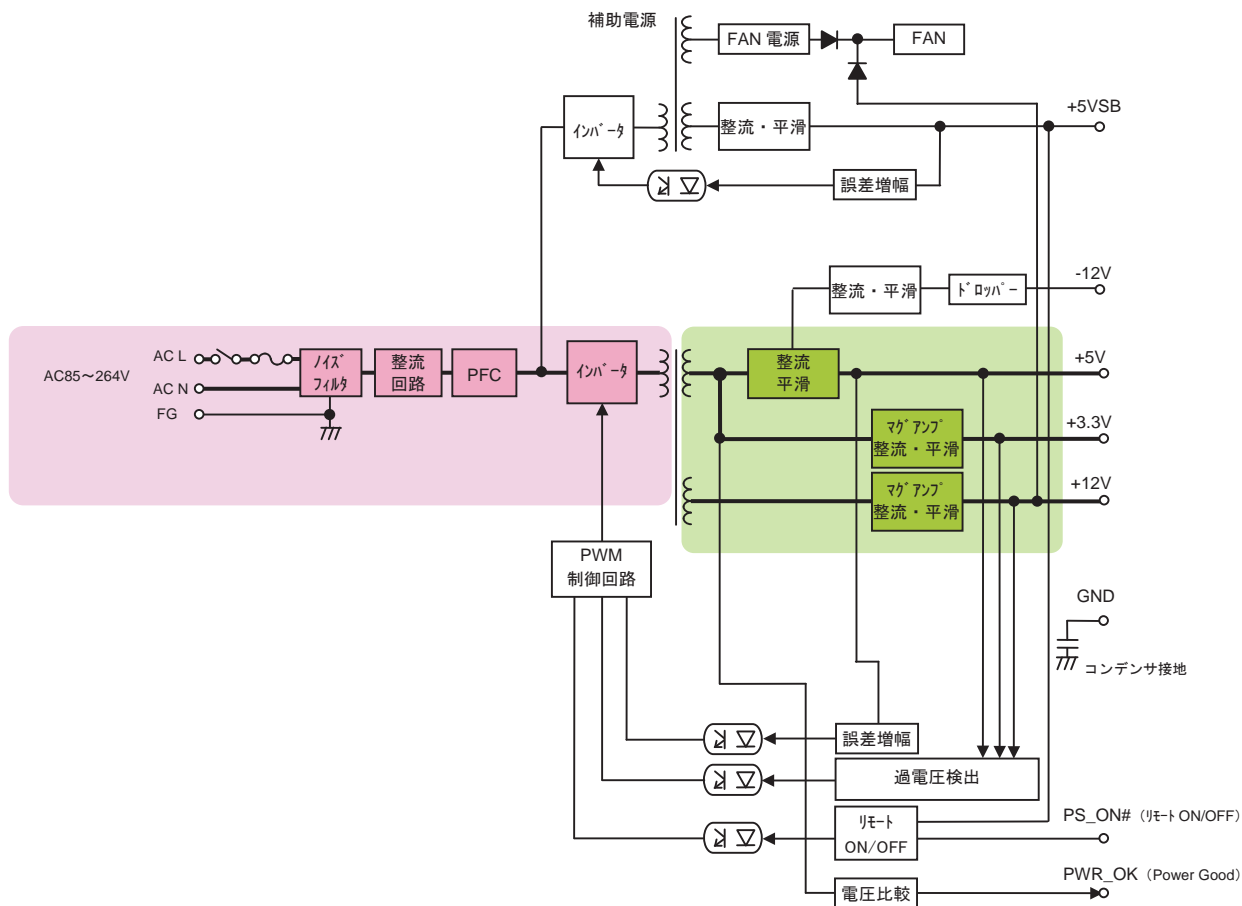 補助電源
FAN 電源
FAN
+5VSB
ｲﾝﾊﾞｰﾀ
整流・平滑
誤差増幅
-12V
整流・平滑
ﾄﾞﾛｯﾊﾟｰ
AC85～264V
AC L
AC N
FG
ﾉｲｽﾞ
ﾌｨﾙﾀ
整流
回路
PFC
ｲﾝﾊﾞｰﾀ
整流
平滑
+5V
ﾏｸﾞｱﾝﾌﾟ
整流・平滑
+3.3V
ﾏｸﾞｱﾝﾌﾟ
整流・平滑
+12V
PWM
制御回路
GND
コンデンサ接地
誤差増幅
過電圧検出
ﾘﾓｰﾄ
ON/OFF
PS_ON#（ﾘﾓｰﾄ ON/OFF）
電圧比較
PWR_OK（Power Good）